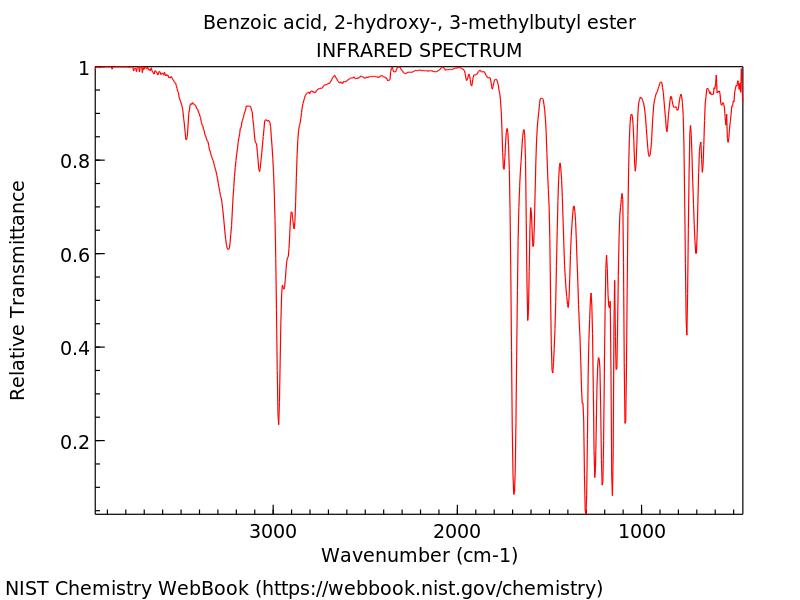 Benzoic acid, 2-hydroxy-, 3-methylbutyl ester
INFRARED SPECTRUM
1
0.8
0.6
0.4
0.2
Relative Transmittance
3000 2000 1000
Wavenumber (cm-1)
NIST Chemistry WebBook (https://webbook.nist.gov/chemistry)